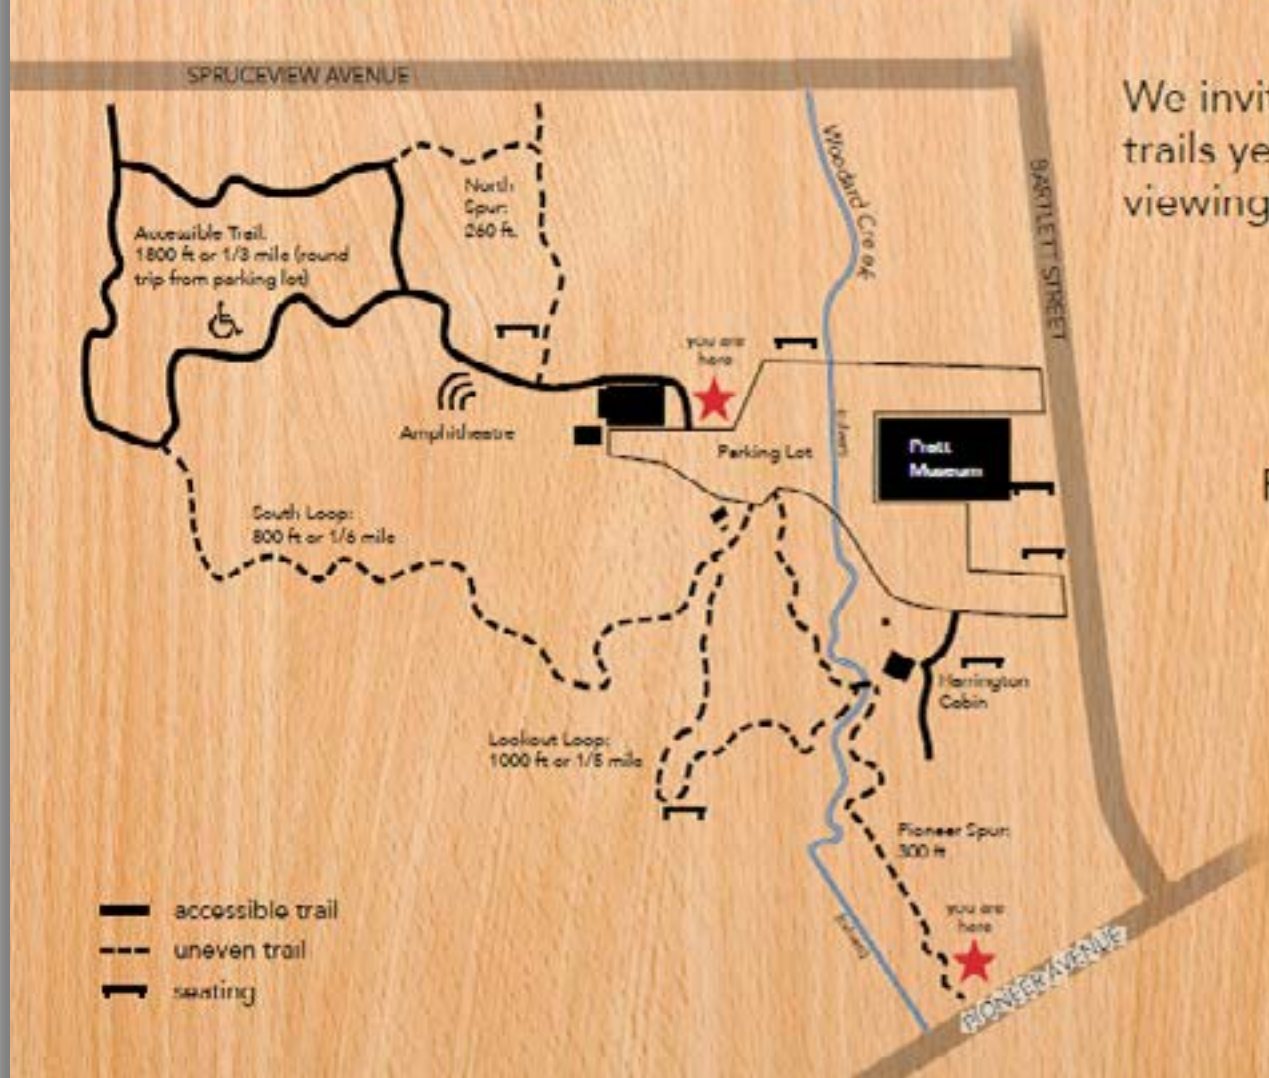 SPRUCEVIEW AVENUE
We invi
trails ye
viewing
Woodard Creek
BARTLETT STREET
North
Spur:
260 ft.
Accessible Trail:
1800 ft or 1/3 mile (round
trip from parking lot)
you are
here
Amphitheatre
Parking Lot
Pratt
Museum
South Loop:
800 ft or 1/6 mile
Harrington
Cabin
Lookout Loop:
1000 ft or 1/5 mile
Pioneer Spur:
300 ft
you are
here
PIONEER AVENUE
accessible trail
uneven trail
seating